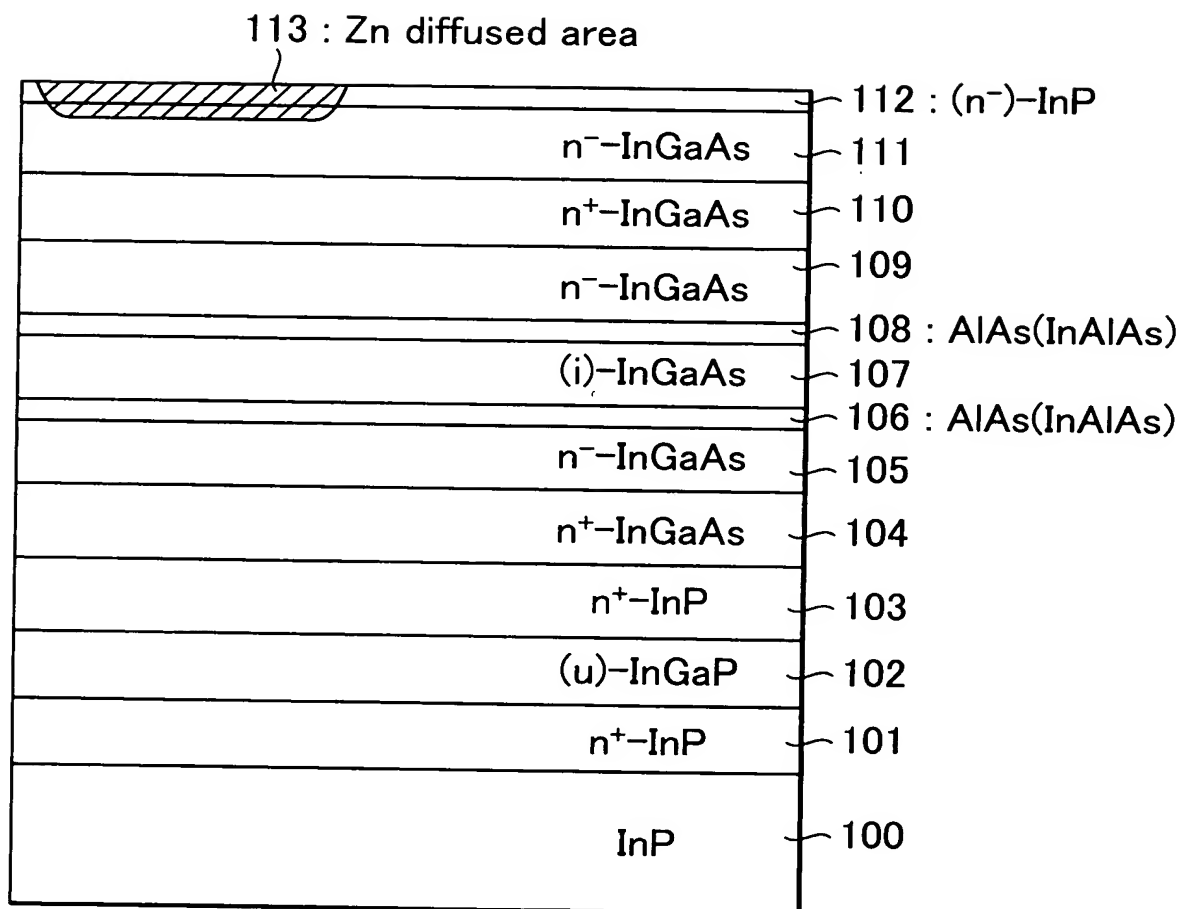 113 : Zn diffused area
112 : (n⁻)-InP
n⁻-InGaAs 111
n⁺-InGaAs 110
n⁻-InGaAs 109
108 : AlAs(InAlAs)
(i)-InGaAs 107
106 : AlAs(InAlAs)
n⁻-InGaAs 105
n⁺-InGaAs 104
n⁺-InP 103
(u)-InGaP 102
n⁺-InP 101
InP 100